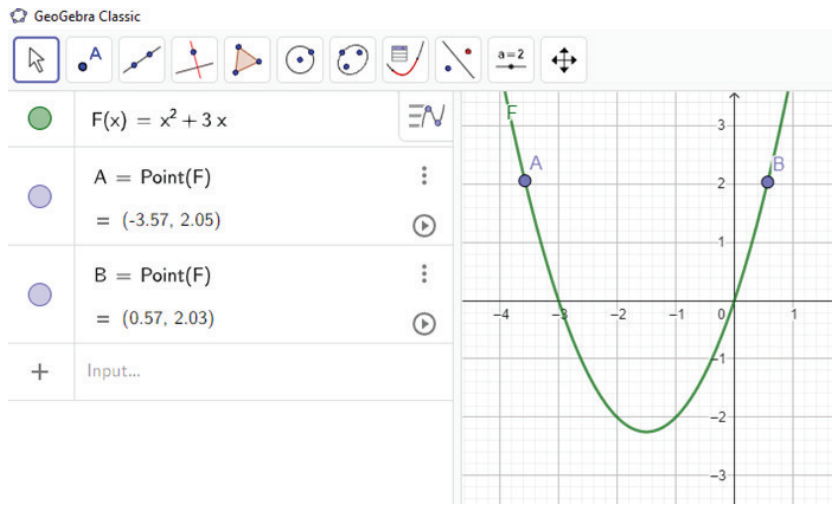 GeoGebra Classic
A
a=2
F(x) = x² + 3 x
A = Point(F)
= (-3.57, 2.05)
B = Point(F)
= (0.57, 2.03)
+ Input...
F
A
B
3
2
1
-4 -3 -2 -1 0 1
-1
-2
-3